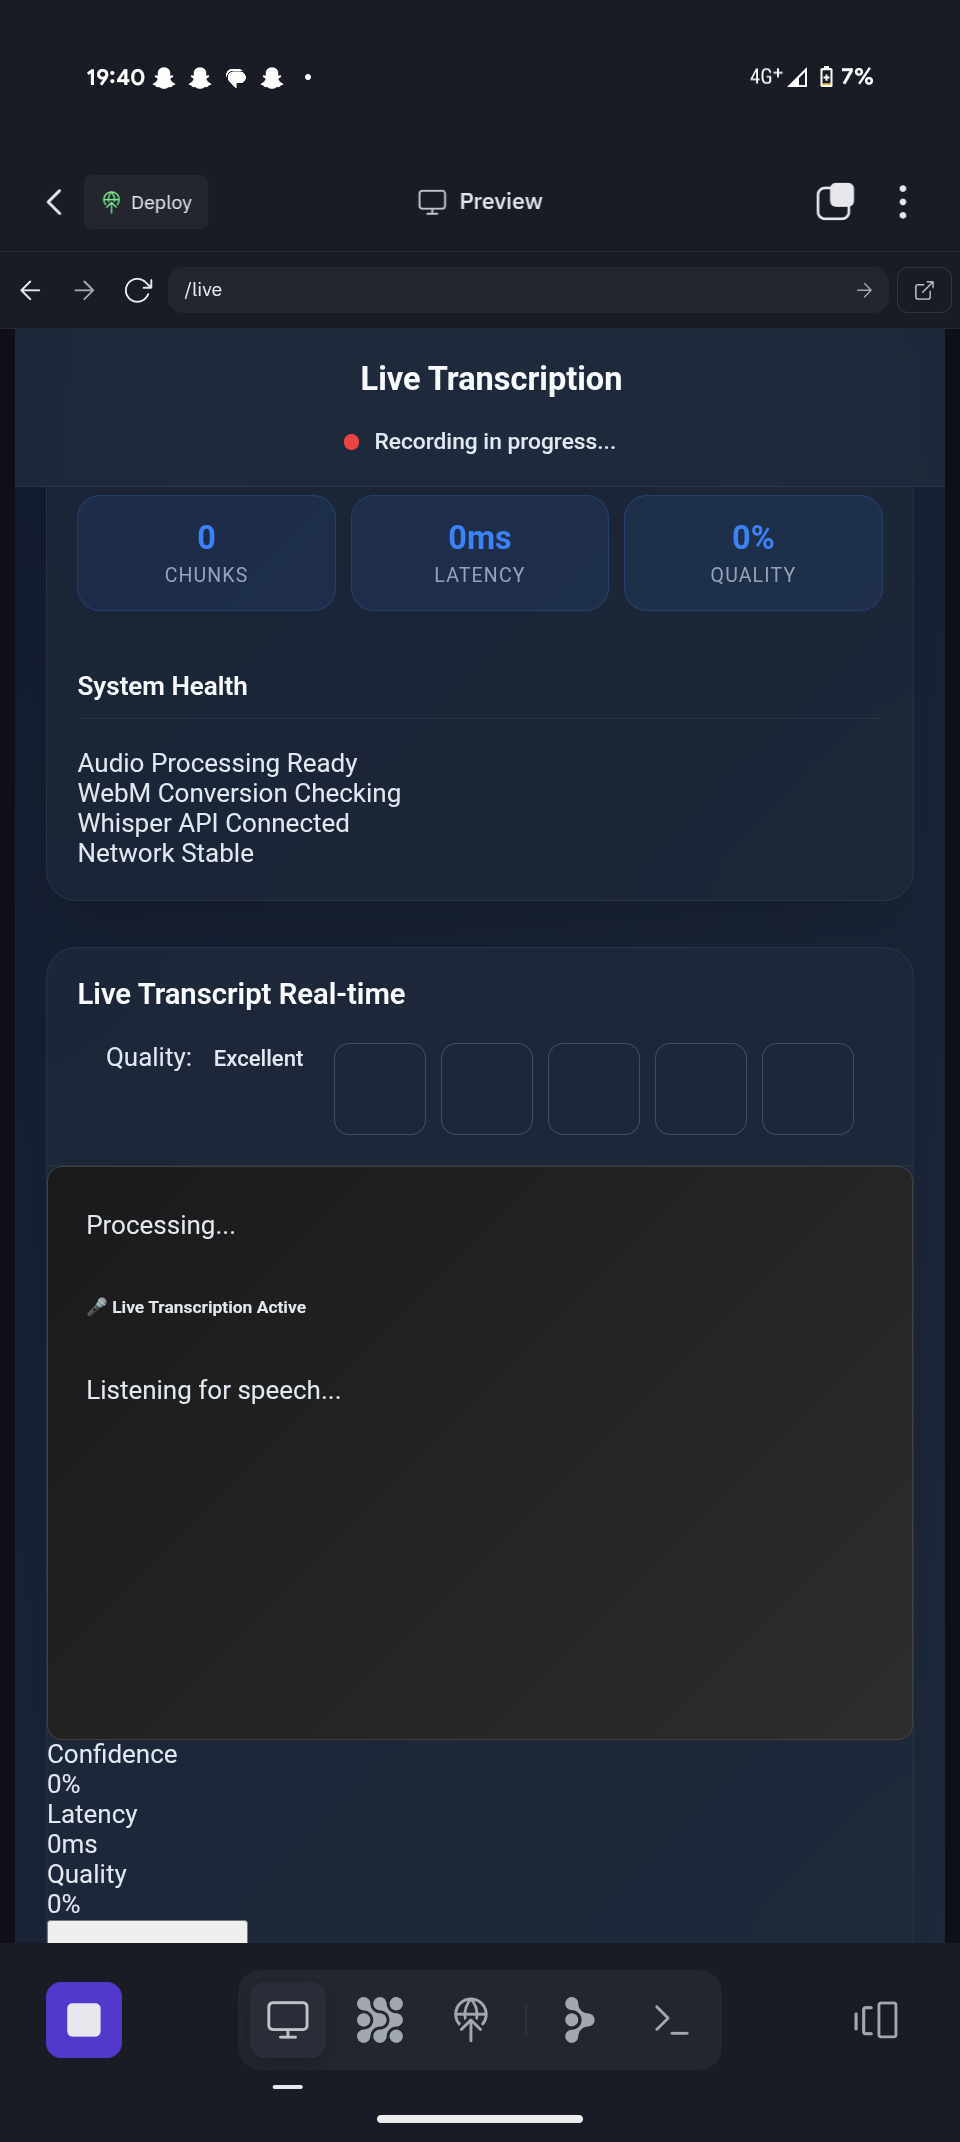 19:40
4G+ 7%
Deploy
Preview
/live
Live Transcription
Recording in progress...
0
CHUNKS
0ms
LATENCY
0%
QUALITY
System Health
Audio Processing Ready
WebM Conversion Checking
Whisper API Connected
Network Stable
Live Transcript Real-time
Quality: Excellent
Processing...
🎤 Live Transcription Active
Listening for speech...
Confidence
0%
Latency
0ms
Quality
0%